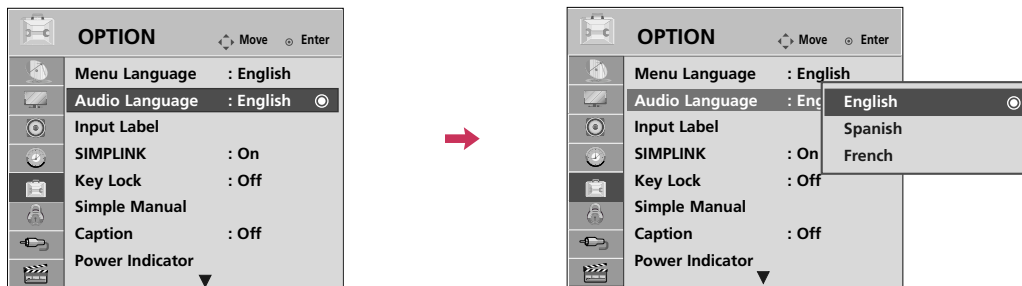 OPTION Move Enter
Menu Language : English
Audio Language : English
Input Label
SIMPLINK : On
Key Lock : Off
Simple Manual
Caption : Off
Power Indicator
OPTION Move Enter
Menu Language : English
Audio Language : Eng
Input Label
SIMPLINK : On
Key Lock : Off
Simple Manual
Caption : Off
Power Indicator
English
Spanish
French